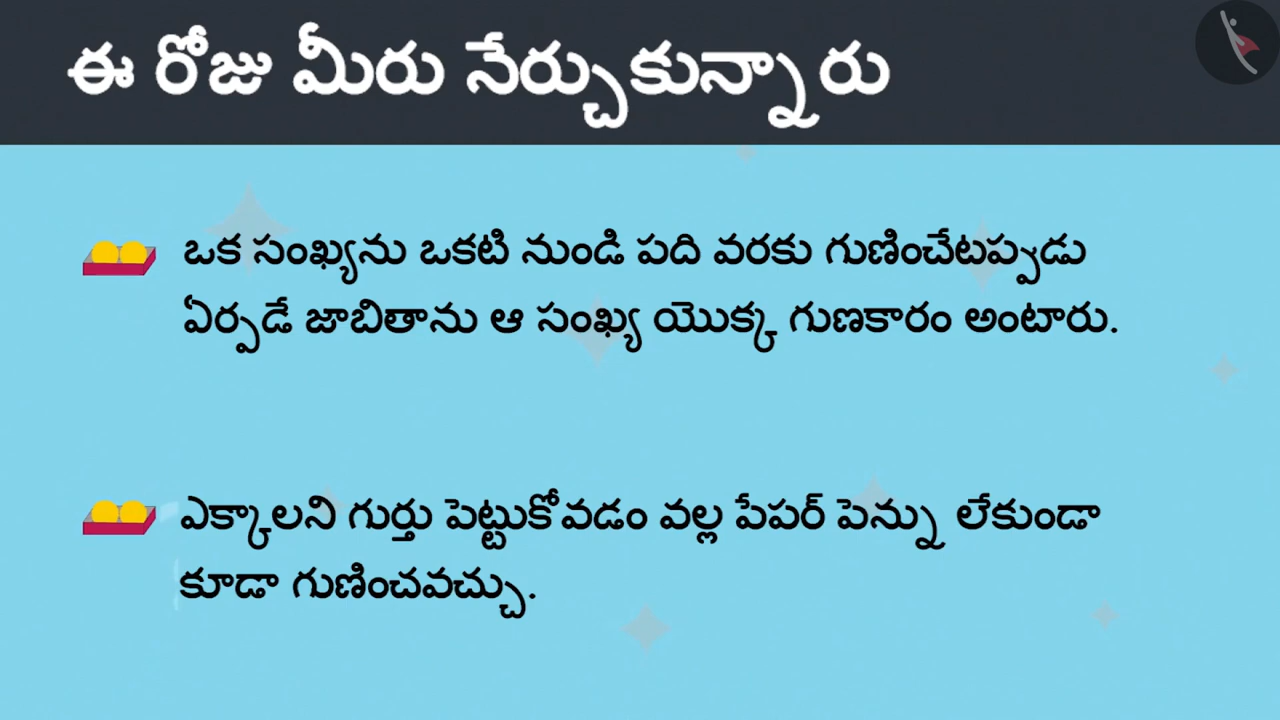 ఈ రోజు మీరు నేర్చుకున్నారు
ఒక సంఖ్యను ఒకటి నుండి పది వరకు గుణించేటప్పుడు
ఏర్పడే జాబితాను ఆ సంఖ్య యొక్క గుణకారం అంటారు.
ఎక్కాలని గుర్తు పెట్టుకోవడం వల్ల పేపర్ పెన్ను లేకుండా
కూడా గుణించవచ్చు.